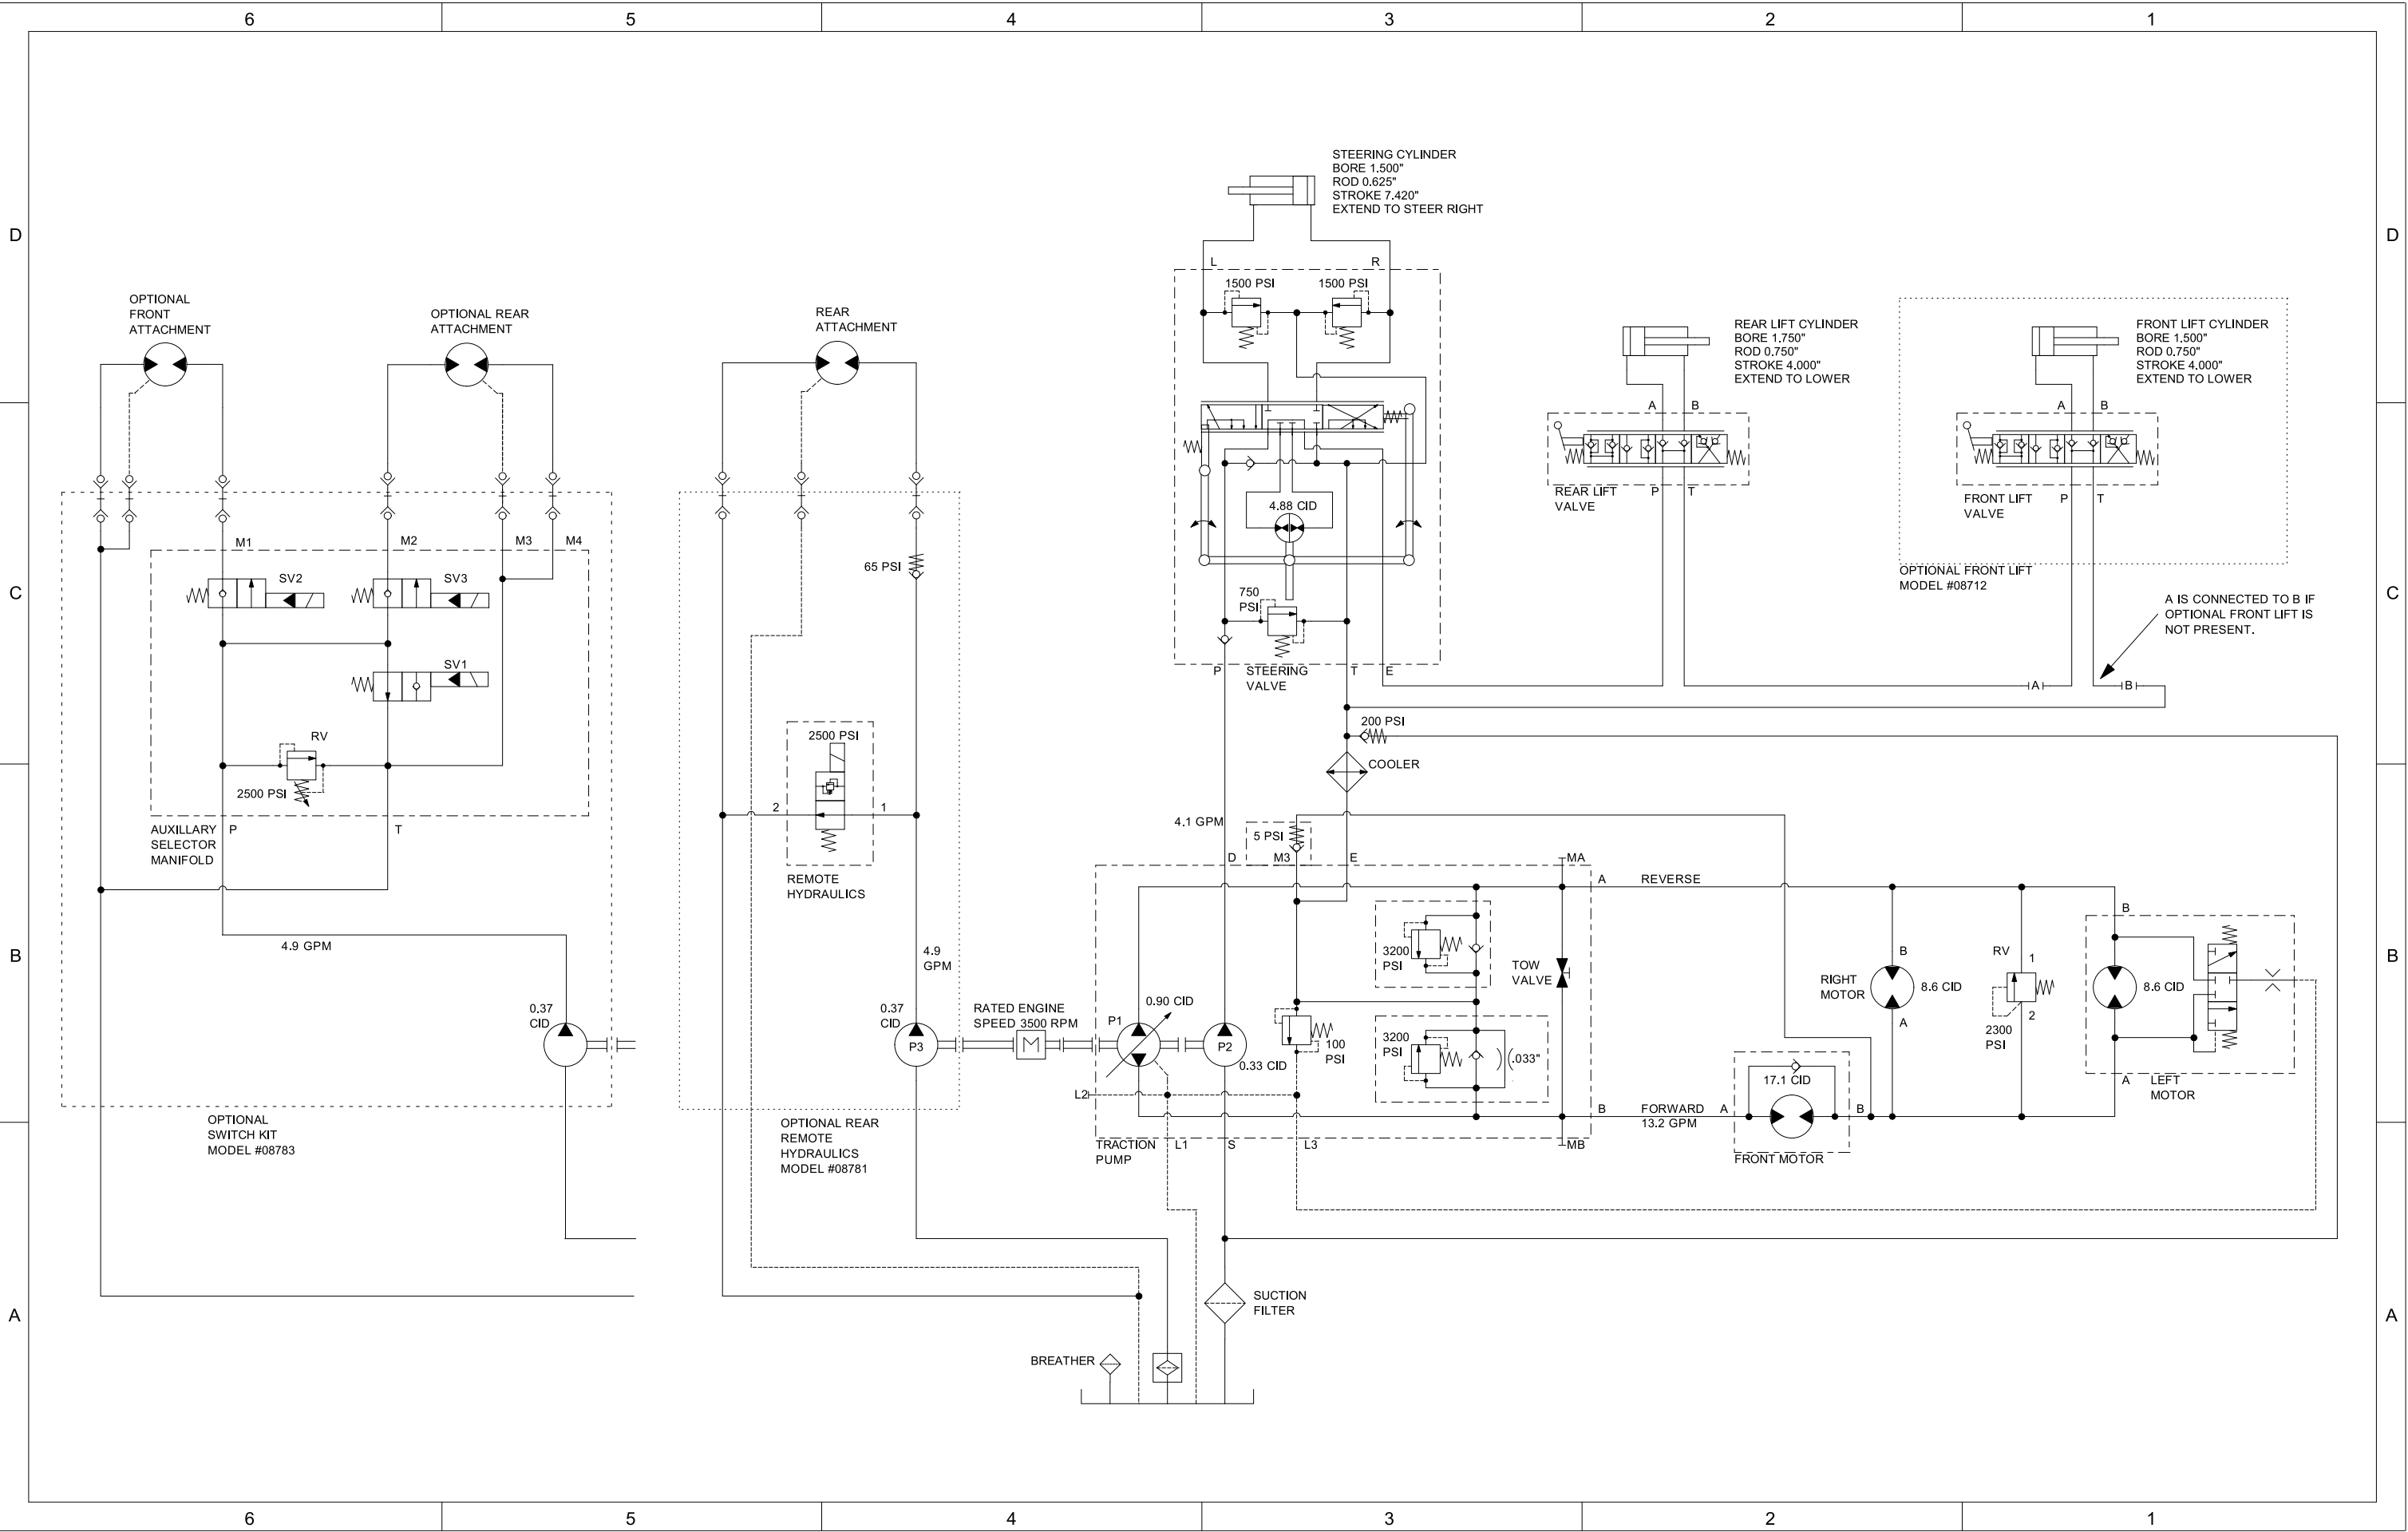 6
5
4
3
2
1
D
D
STEERING CYLINDER
BORE 1.500"
ROD 0.625"
STROKE 7.420"
EXTEND TO STEER RIGHT
L
R
1500 PSI
1500 PSI
OPTIONAL
FRONT
ATTACHMENT
OPTIONAL REAR
ATTACHMENT
REAR
ATTACHMENT
REAR LIFT CYLINDER
BORE 1.750"
ROD 0.750"
STROKE 4.000"
EXTEND TO LOWER
FRONT LIFT CYLINDER
BORE 1.500"
ROD 0.750"
STROKE 4.000"
EXTEND TO LOWER
A
B
A
B
REAR LIFT
VALVE
P
T
FRONT LIFT
VALVE
P
T
4.88 CID
M1
M2
M3
M4
65 PSI
SV2
SV3
OPTIONAL FRONT LIFT
MODEL #08712
C
C
750
PSI
A IS CONNECTED TO B IF
OPTIONAL FRONT LIFT IS
NOT PRESENT.
SV1
P
STEERING
VALVE
T
E
A
B
200 PSI
RV
2500 PSI
COOLER
2500 PSI
2
1
AUXILLARY
SELECTOR
MANIFOLD
P
T
4.1 GPM
5 PSI
D
M3
E
MA
REMOTE
HYDRAULICS
A
REVERSE
B
4.9 GPM
4.9
GPM
B
B
3200
PSI
TOW
VALVE
B
RIGHT
MOTOR
8.6 CID
A
RV
1
2
2300
PSI
8.6 CID
0.37
CID
0.37
CID
P3
RATED ENGINE
SPEED 3500 RPM
M
P1
0.90 CID
P2
0.33 CID
100
PSI
3200
PSI
.033"
L2
17.1 CID
A
LEFT
MOTOR
B
FORWARD
13.2 GPM
A
B
OPTIONAL
SWITCH KIT
MODEL #08783
OPTIONAL REAR
REMOTE
HYDRAULICS
MODEL #08781
TRACTION
PUMP
L1
S
L3
MB
FRONT MOTOR
SUCTION
FILTER
A
A
BREATHER
6
5
4
3
2
1